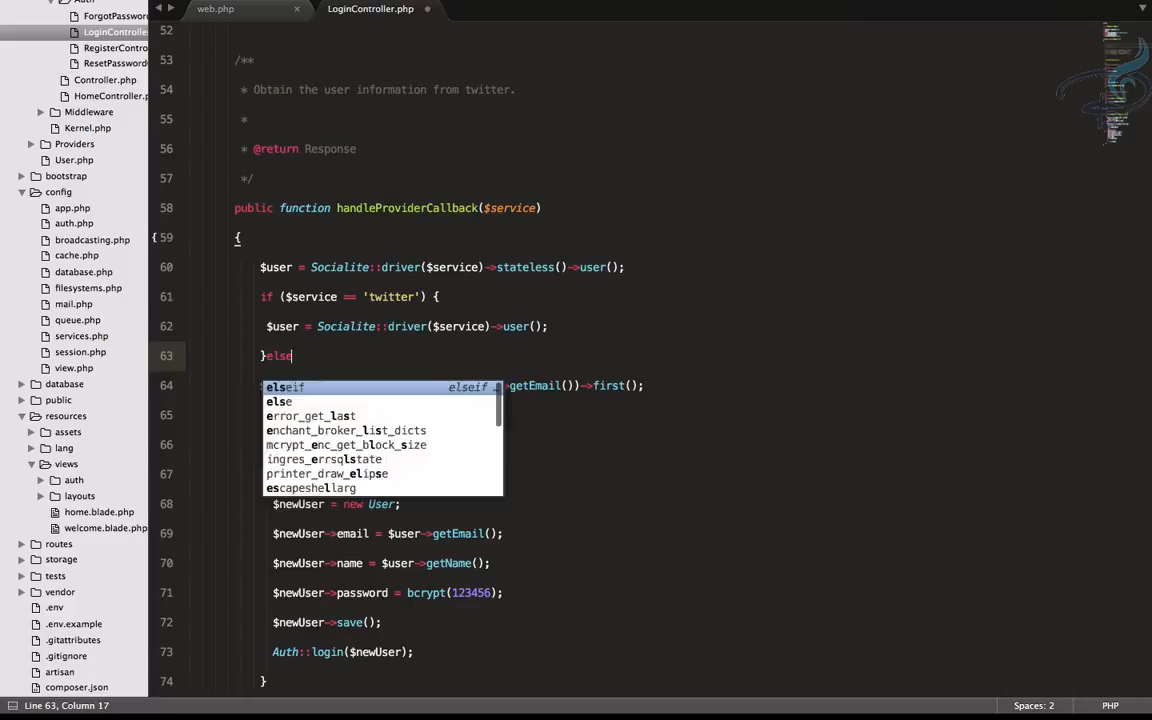 web.php
LoginController.php
Auth
ForgotPassword
LoginController
RegisterContro
ResetPassword
Controller.php
HomeController.p
Middleware
Kernel.php
Providers
User.php
bootstrap
config
app.php
auth.php
broadcasting.php
cache.php
database.php
filesystems.php
mail.php
queue.php
services.php
session.php
view.php
database
public
resources
assets
lang
views
auth
layouts
home.blade.php
welcome.blade.php
routes
storage
tests
vendor
.env
.env.example
.gitattributes
.gitignore
artisan
composer.json
52
53 /**
54 * Obtain the user information from twitter.
55 *
56 * @return Response
57 */
58 public function handleProviderCallback($service)
59 {
60 $user = Socialite::driver($service)->stateless()->user();
61 if ($service == 'twitter') {
62 $user = Socialite::driver($service)->user();
63 }else
64 getEmail())->first();
elseif elseif …
else
65
error_get_last
enchant_broker_list_dicts
66
mcrypt_enc_get_block_size
ingres_errsqlstate
67
printer_draw_elipse
escapeshellarg
68 $newUser = new User;
69 $newUser->email = $user->getEmail();
70 $newUser->name = $user->getName();
71 $newUser->password = bcrypt(123456);
72 $newUser->save();
73 Auth::login($newUser);
74 }
Line 63, Column 17
Spaces: 2
PHP